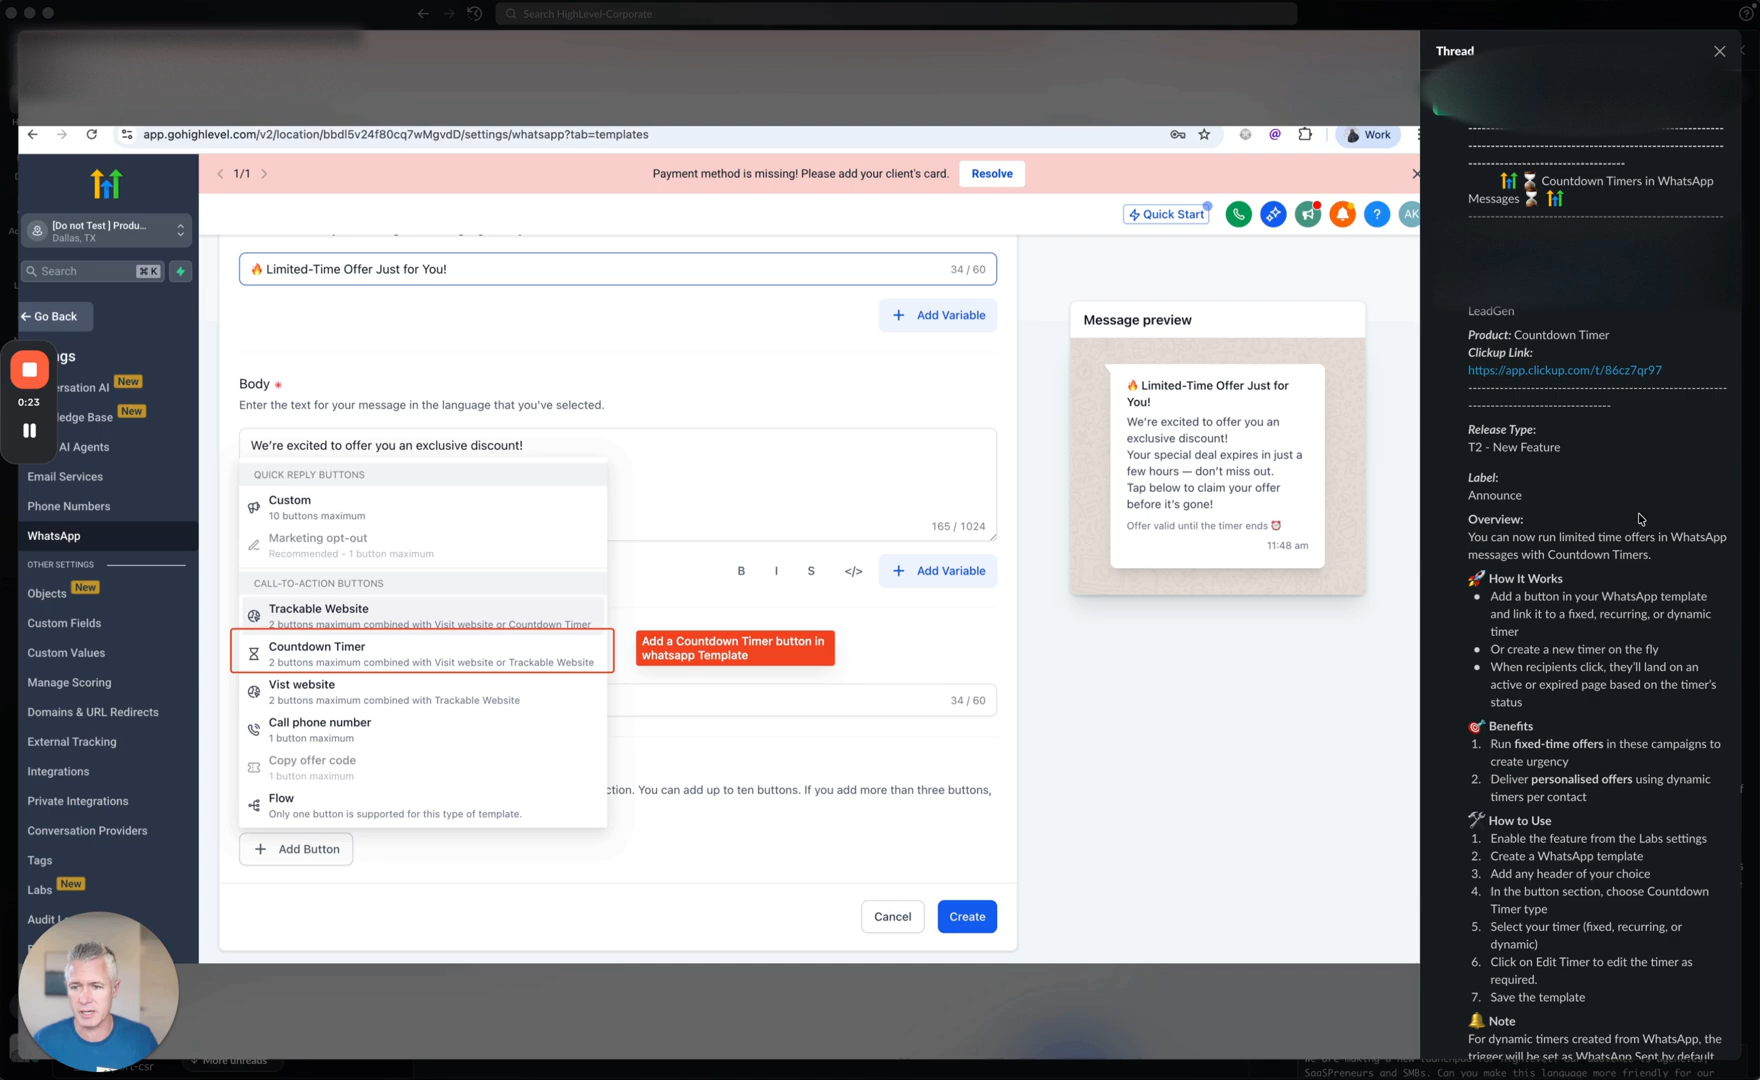 Search HighLevel-Corporate
app.gohighlevel.com/v2/location/bbdl5v24f80cq7wMgvdD/settings/whatsapp?tab=templates
Work
1/1
Payment method is missing! Please add your client's card.
Resolve
Quick Start
AK
[Do not Test ] Produ...
Dallas, TX
Search
⌘ K
Go Back
0:23
New
New
AI Agents
Email Services
Phone Numbers
WhatsApp
OTHER SETTINGS
Objects New
Custom Fields
Custom Values
Manage Scoring
Domains & URL Redirects
External Tracking
Integrations
Private Integrations
Conversation Providers
Tags
Labs New
🔥 Limited-Time Offer Just for You!
34 / 60
+ Add Variable
Body *
Enter the text for your message in the language that you've selected.
We're excited to offer you an exclusive discount!
165 / 1024
QUICK REPLY BUTTONS
Custom
10 buttons maximum
Marketing opt-out
Recommended - 1 button maximum
CALL-TO-ACTION BUTTONS
Trackable Website
2 buttons maximum combined with Visit website or Countdown Timer
Countdown Timer
2 buttons maximum combined with Visit website or Trackable Website
Vist website
2 buttons maximum combined with Trackable Website
Call phone number
1 button maximum
Copy offer code
1 button maximum
Flow
Only one button is supported for this type of template.
B I S </>
+ Add Variable
Add a Countdown Timer button in
whatsapp Template
34 / 60
You can add up to ten buttons. If you add more than three buttons,
+ Add Button
Cancel
Create
More threads
Message preview
🔥 Limited-Time Offer Just for
You!
We're excited to offer you an
exclusive discount!
Your special deal expires in just a
few hours — don't miss out.
Tap below to claim your offer
before it's gone!
Offer valid until the timer ends ⏰
11:48 am
Thread
⏳ Countdown Timers in WhatsApp
Messages ⏳
LeadGen
Product: Countdown Timer
Clickup Link:
https://app.clickup.com/t/86cz7qr97
Release Type:
T2 - New Feature
Label:
Announce
Overview:
You can now run limited time offers in WhatsApp
messages with Countdown Timers.
🚀 How It Works
• Add a button in your WhatsApp template
and link it to a fixed, recurring, or dynamic
timer
• Or create a new timer on the fly
• When recipients click, they'll land on an
active or expired page based on the timer's
status
🎯 Benefits
1. Run fixed-time offers in these campaigns to
create urgency
2. Deliver personalised offers using dynamic
timers per contact
🛠️ How to Use
1. Enable the feature from the Labs settings
2. Create a WhatsApp template
3. Add any header of your choice
4. In the button section, choose Countdown
Timer type
5. Select your timer (fixed, recurring, or
dynamic)
6. Click on Edit Timer to edit the timer as
required.
7. Save the template
🔔 Note
For dynamic timers created from WhatsApp, the
trigger will be set as WhatsApp Sent by default
SaaSPreneurs and SMBs. Can you make this language more friendly for our